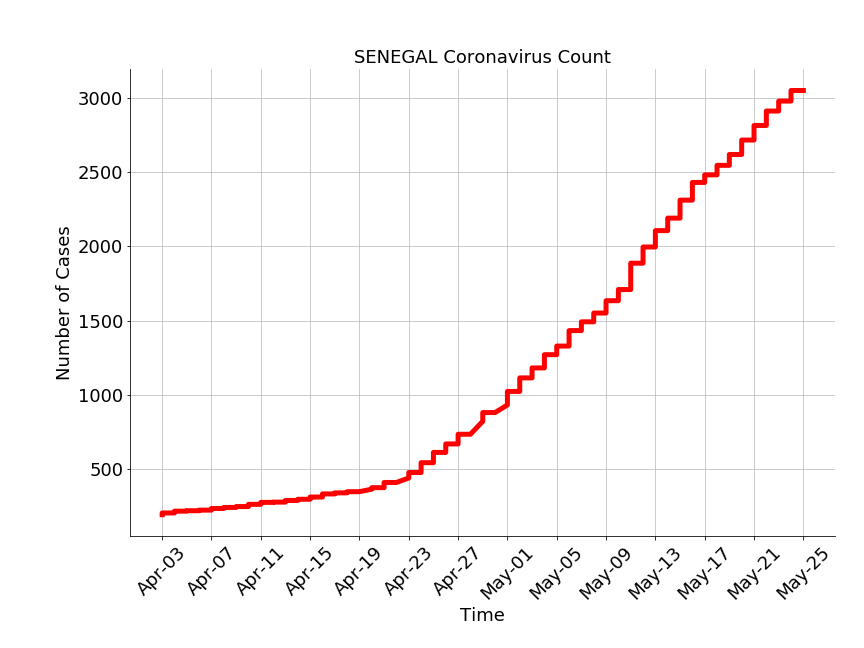 SENEGAL Coronavirus Count
3000
2500
2000
1500
1000
500
Number of Cases
Apr-03
Apr-07
Apr-11
Apr-15
Apr-19
Apr-23
Apr-27
May-01
May-05
May-09
May-13
May-17
May-21
May-25
Time